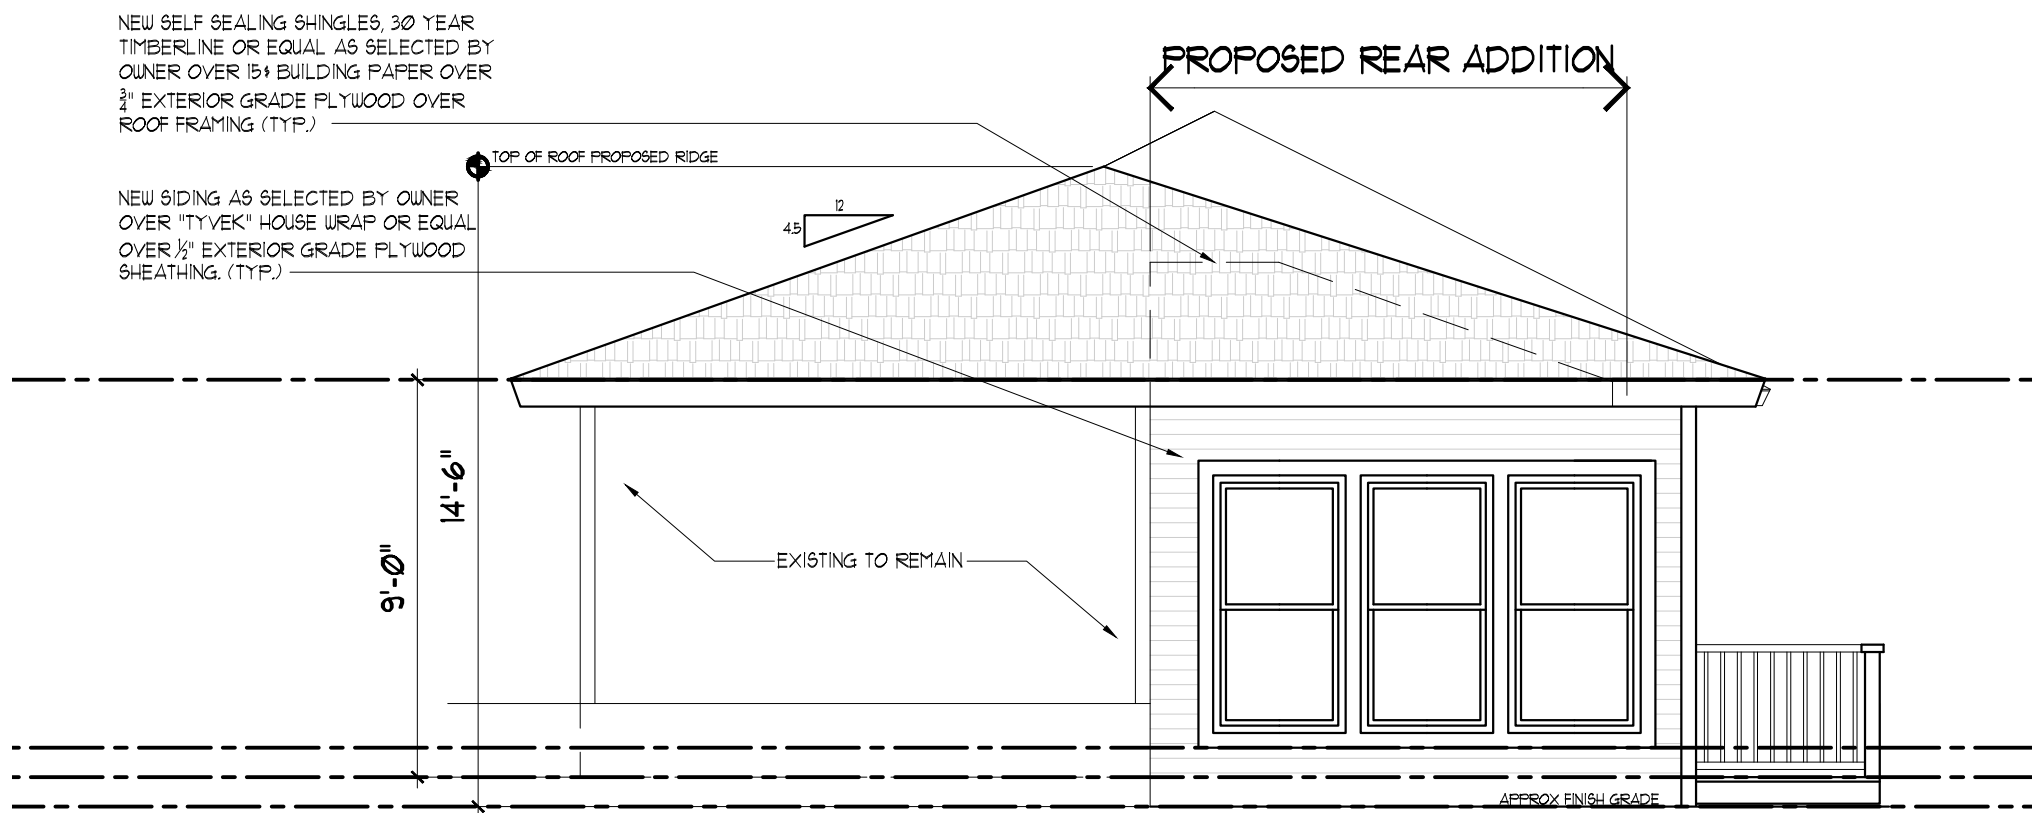 NEW SELF SEALING SHINGLES, 30 YEAR
TIMBERLINE OR EQUAL AS SELECTED BY
OWNER OVER 15# BUILDING PAPER OVER
3/4" EXTERIOR GRADE PLYWOOD OVER
ROOF FRAMING (TYP.)
PROPOSED REAR ADDITION
TOP OF ROOF PROPOSED RIDGE
NEW SIDING AS SELECTED BY OWNER
OVER "TYVEK" HOUSE WRAP OR EQUAL
OVER 1/2" EXTERIOR GRADE PLYWOOD
SHEATHING. (TYP.)
12
4.5
14'-6"
9'-0"
EXISTING TO REMAIN
APPROX FINISH GRADE